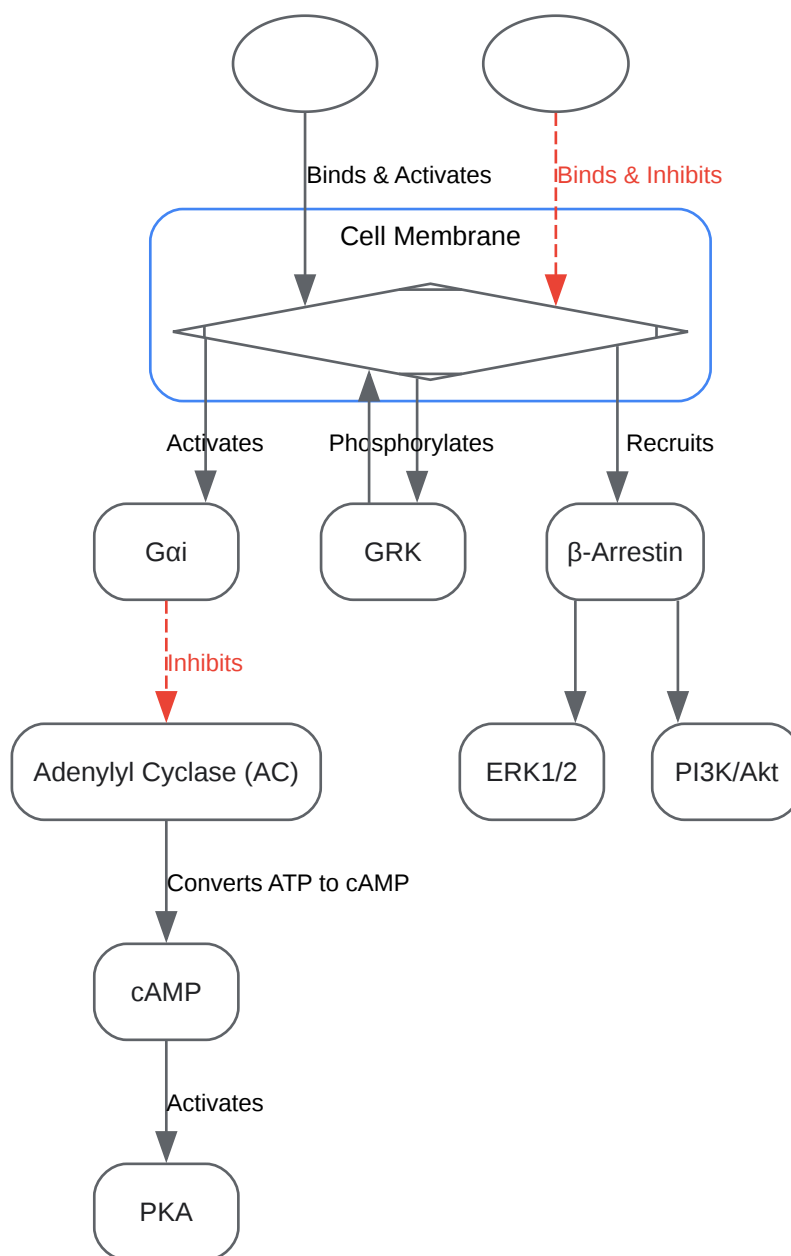 Binds & Activates
Binds & Inhibits
Cell Membrane
Activates
Phosphorylates
Recruits
Gαi
GRK
β-Arrestin
Inhibits
Adenylyl Cyclase (AC)
ERK1/2
PI3K/Akt
Converts ATP to cAMP
cAMP
Activates
PKA